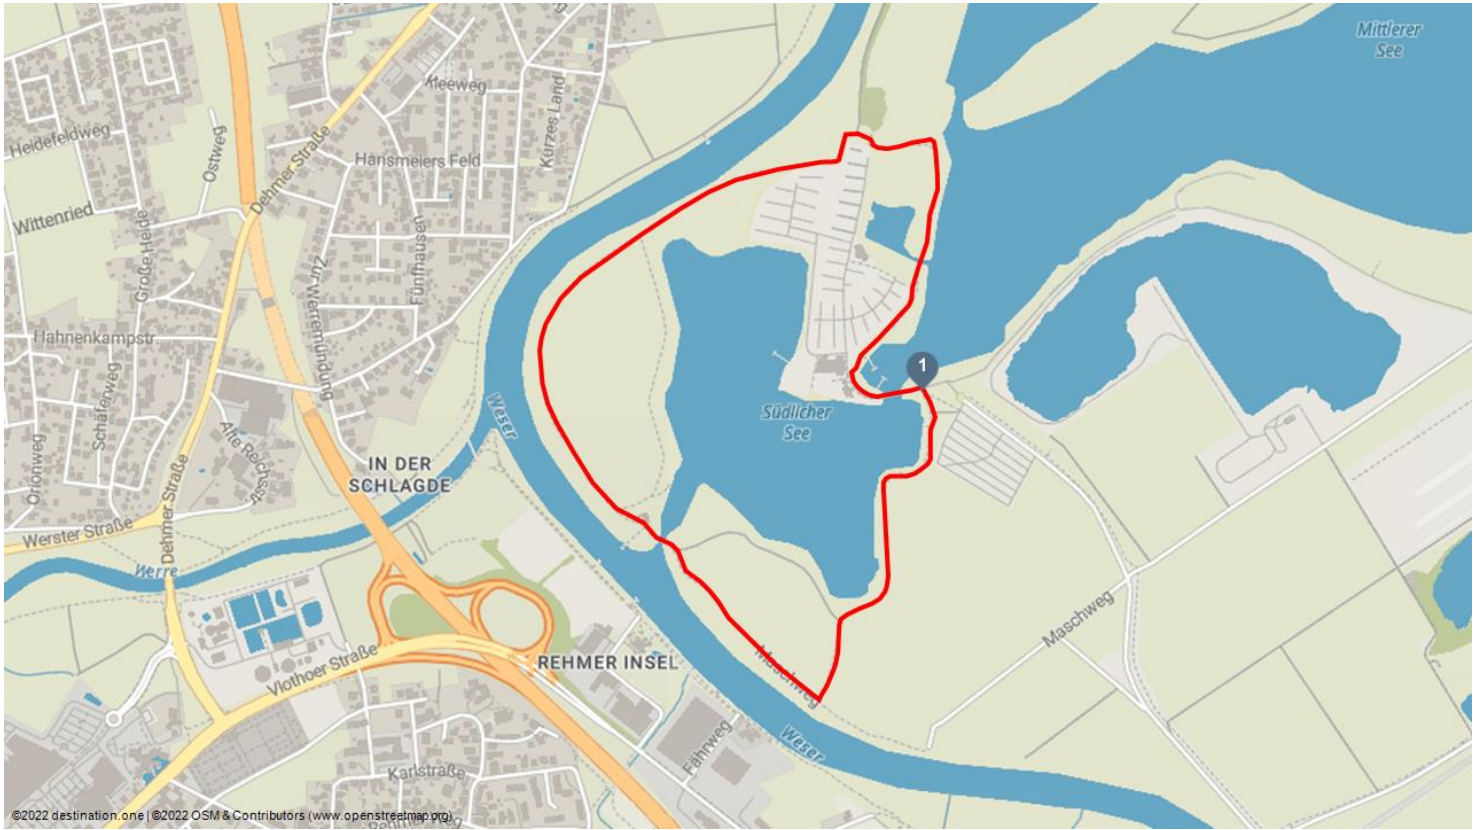 Mittlerer
See
Kleeweg
Kurzes Land
Heidefeldweg
Ostweg
Dehmer Straße
Hansmeiers Feld
Wittenried
Große Heide
Fünfhausen
Zur Werremündung
Hahnenkampstr.
1
Schäferweg
Weser
Südlicher
See
Alte Reichsstr.
Orionweg
IN DER
SCHLAGDE
Dehmer Straße
Werster Straße
Werre
Maschweg
REHMER INSEL
Maschweg
Vlothoer Straße
Fährweg
Weser
Karlstraße
©2022 destination.one | ©2022 OSM & Contributors (www.openstreetmap.org)